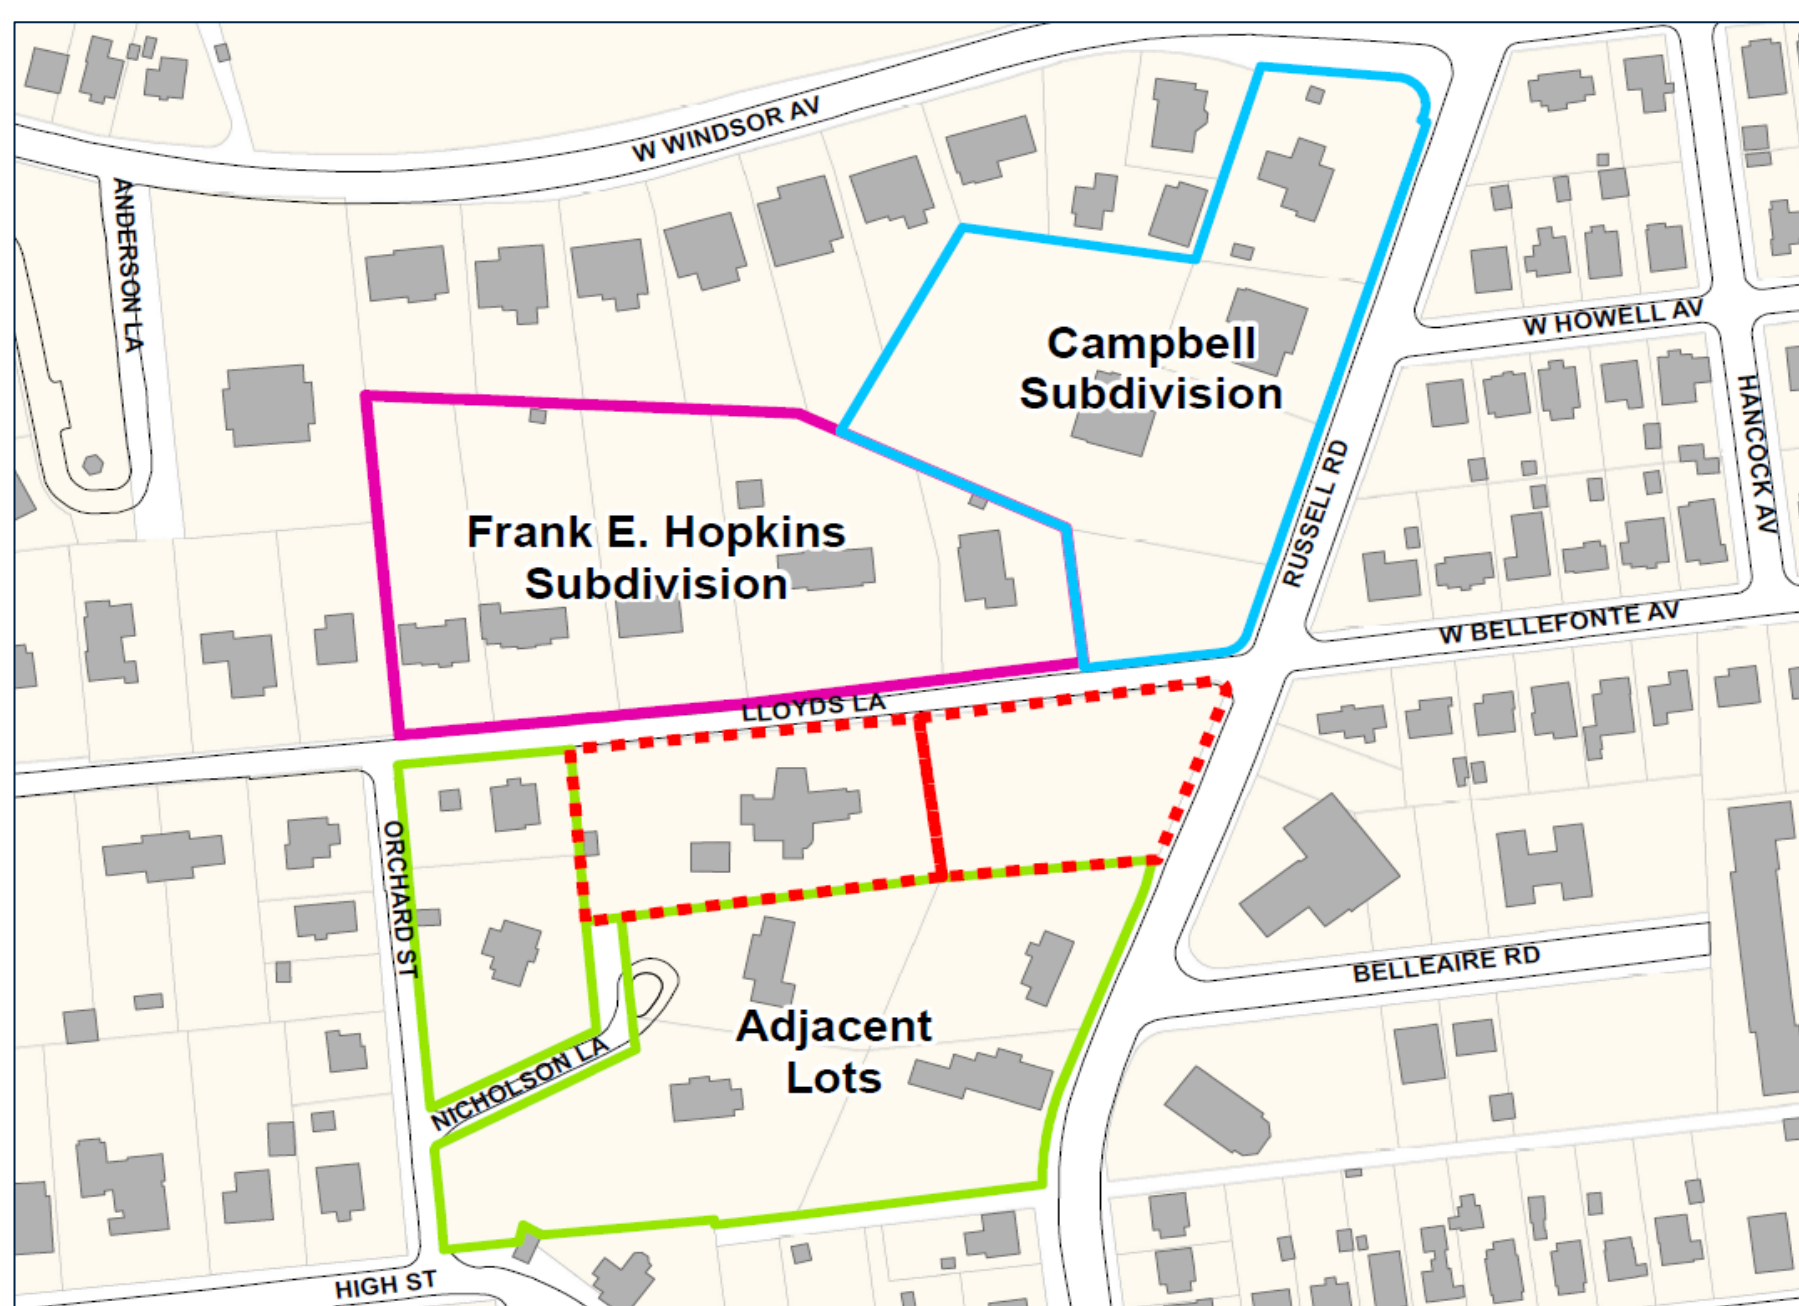 W WINDSOR AV
ANDERSON LA
W HOWELL AV
Campbell
Subdivision
HANCOCK AV
RUSSELL RD
Frank E. Hopkins
Subdivision
W BELLEFONTE AV
LLOYDS LA
ORCHARD ST
BELLEAIRE RD
Adjacent
Lots
NICHOLSON LA
HIGH ST